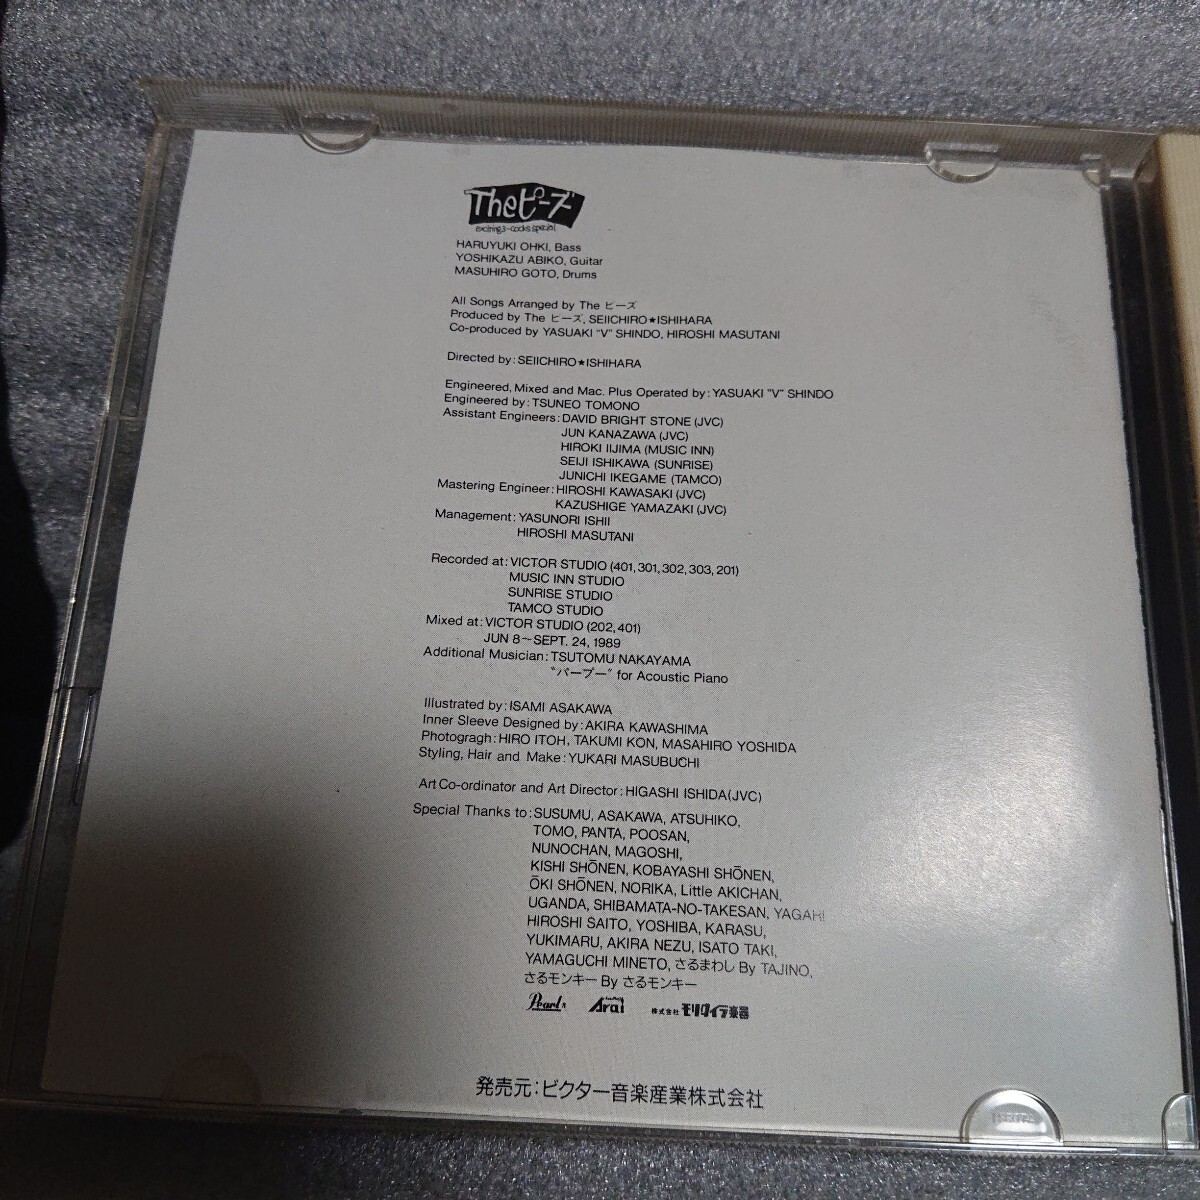 Theピーズ
exciting3-cocks special
HARUYUKI OHKI, Bass
YOSHIKAZU ABIKO, Guitar
MASUHIRO GOTO, Drums
All Songs Arranged by The ピーズ
Produced by The ピーズ, SEIICHIRO★ISHIHARA
Co-produced by YASUAKI "V" SHINDO, HIROSHI MASUTANI
Directed by: SEIICHIRO★ISHIHARA
Engineered, Mixed and Mac. Plus Operated by: YASUAKI "V" SHINDO
Engineered by: TSUNEO TOMONO
Assistant Engineers: DAVID BRIGHT STONE (JVC)
JUN KANAZAWA (JVC)
HIROKI IIJIMA (MUSIC INN)
SEIJI ISHIKAWA (SUNRISE)
JUNICHI IKEGAME (TAMCO)
Mastering Engineer: HIROSHI KAWASAKI (JVC)
KAZUSHIGE YAMAZAKI (JVC)
Management: YASUNORI ISHII
HIROSHI MASUTANI
Recorded at: VICTOR STUDIO (401, 301, 302, 303, 201)
MUSIC INN STUDIO
SUNRISE STUDIO
TAMCO STUDIO
Mixed at: VICTOR STUDIO (202, 401)
JUN 8~SEPT. 24, 1989
Additional Musician: TSUTOMU NAKAYAMA
"パープー" for Acoustic Piano
Illustrated by: ISAMI ASAKAWA
Inner Sleeve Designed by: AKIRA KAWASHIMA
Photogragh: HIRO ITOH, TAKUMI KON, MASAHIRO YOSHIDA
Styling, Hair and Make: YUKARI MASUBUCHI
Art Co-ordinator and Art Director: HIGASHI ISHIDA(JVC)
Special Thanks to: SUSUMU, ASAKAWA, ATSUHIKO,
TOMO, PANTA, POOSAN,
NUNOCHAN, MAGOSHI,
KISHI SHŌNEN, KOBAYASHI SHŌNEN,
ŌKI SHŌNEN, NORIKA, Little AKICHAN,
UGANDA, SHIBAMATA-NO-TAKESAN, YAGAHI
HIROSHI SAITO, YOSHIBA, KARASU,
YUKIMARU, AKIRA NEZU, ISATO TAKI,
YAMAGUCHI MINETO, さるまわし By TAJINO,
さるモンキー By さるモンキー
Pearl Arai 株式会社 モリダイラ楽器
発売元:ビクター音楽産業株式会社